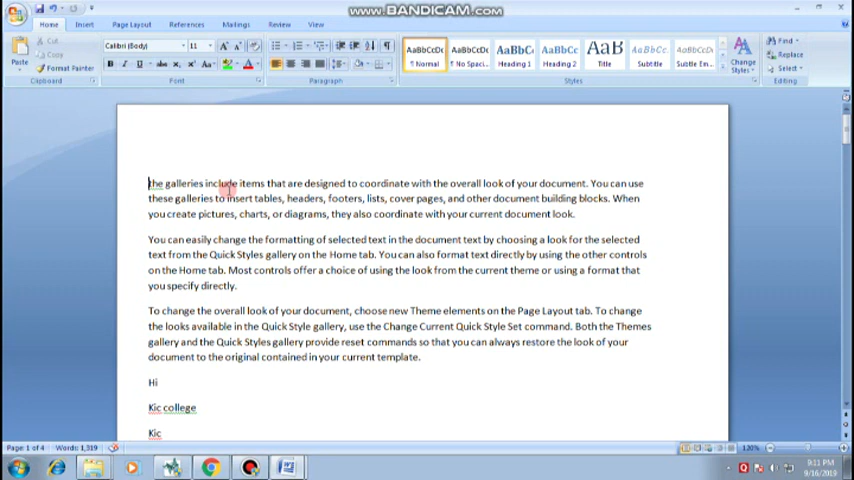 www.BANDICAM.com
Home Insert Page Layout References Mailings Review View
Cut
Copy
Format Painter
Paste
Clipboard
Calibri (Body) 11
Font
Paragraph
AaBbCcDc AaBbCcDc AaBbCc AaBbCc AaB AaBbCc. AaBbCcDc
¶ Normal ¶ No Spaci... Heading 1 Heading 2 Title Subtitle Subtle Em...
Styles
Change
Styles
Find
Replace
Select
Editing
the galleries include items that are designed to coordinate with the overall look of your document. You can use
these galleries to insert tables, headers, footers, lists, cover pages, and other document building blocks. When
you create pictures, charts, or diagrams, they also coordinate with your current document look.
You can easily change the formatting of selected text in the document text by choosing a look for the selected
text from the Quick Styles gallery on the Home tab. You can also format text directly by using the other controls
on the Home tab. Most controls offer a choice of using the look from the current theme or using a format that
you specify directly.
To change the overall look of your document, choose new Theme elements on the Page Layout tab. To change
the looks available in the Quick Style gallery, use the Change Current Quick Style Set command. Both the Themes
gallery and the Quick Styles gallery provide reset commands so that you can always restore the look of your
document to the original contained in your current template.
Hi
Kic college
Kic
Page: 1 of 4 Words: 1,319 120%
9:11 PM
9/16/2019